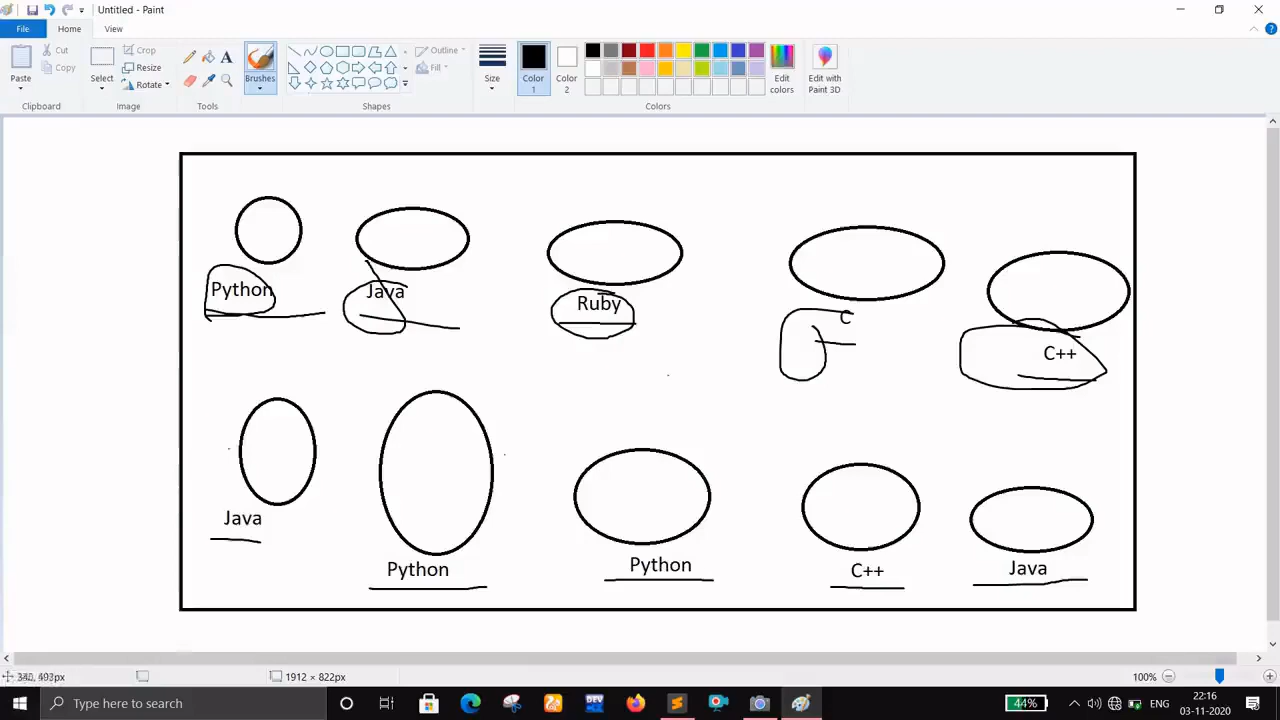 Untitled - Paint
File
Home
View
Paste
Cut
Copy
Clipboard
Select
Crop
Resize
Rotate
Image
Tools
Brushes
Shapes
Outline
Fill
Size
Color 1
Color 2
Edit colors
Colors
Edit with Paint 3D
Python
Java
Ruby
C
C++
Java
Python
Python
C++
Java
1912 × 822px
100%
Type here to search
DEV
44%
ENG
22:16
03-11-2020